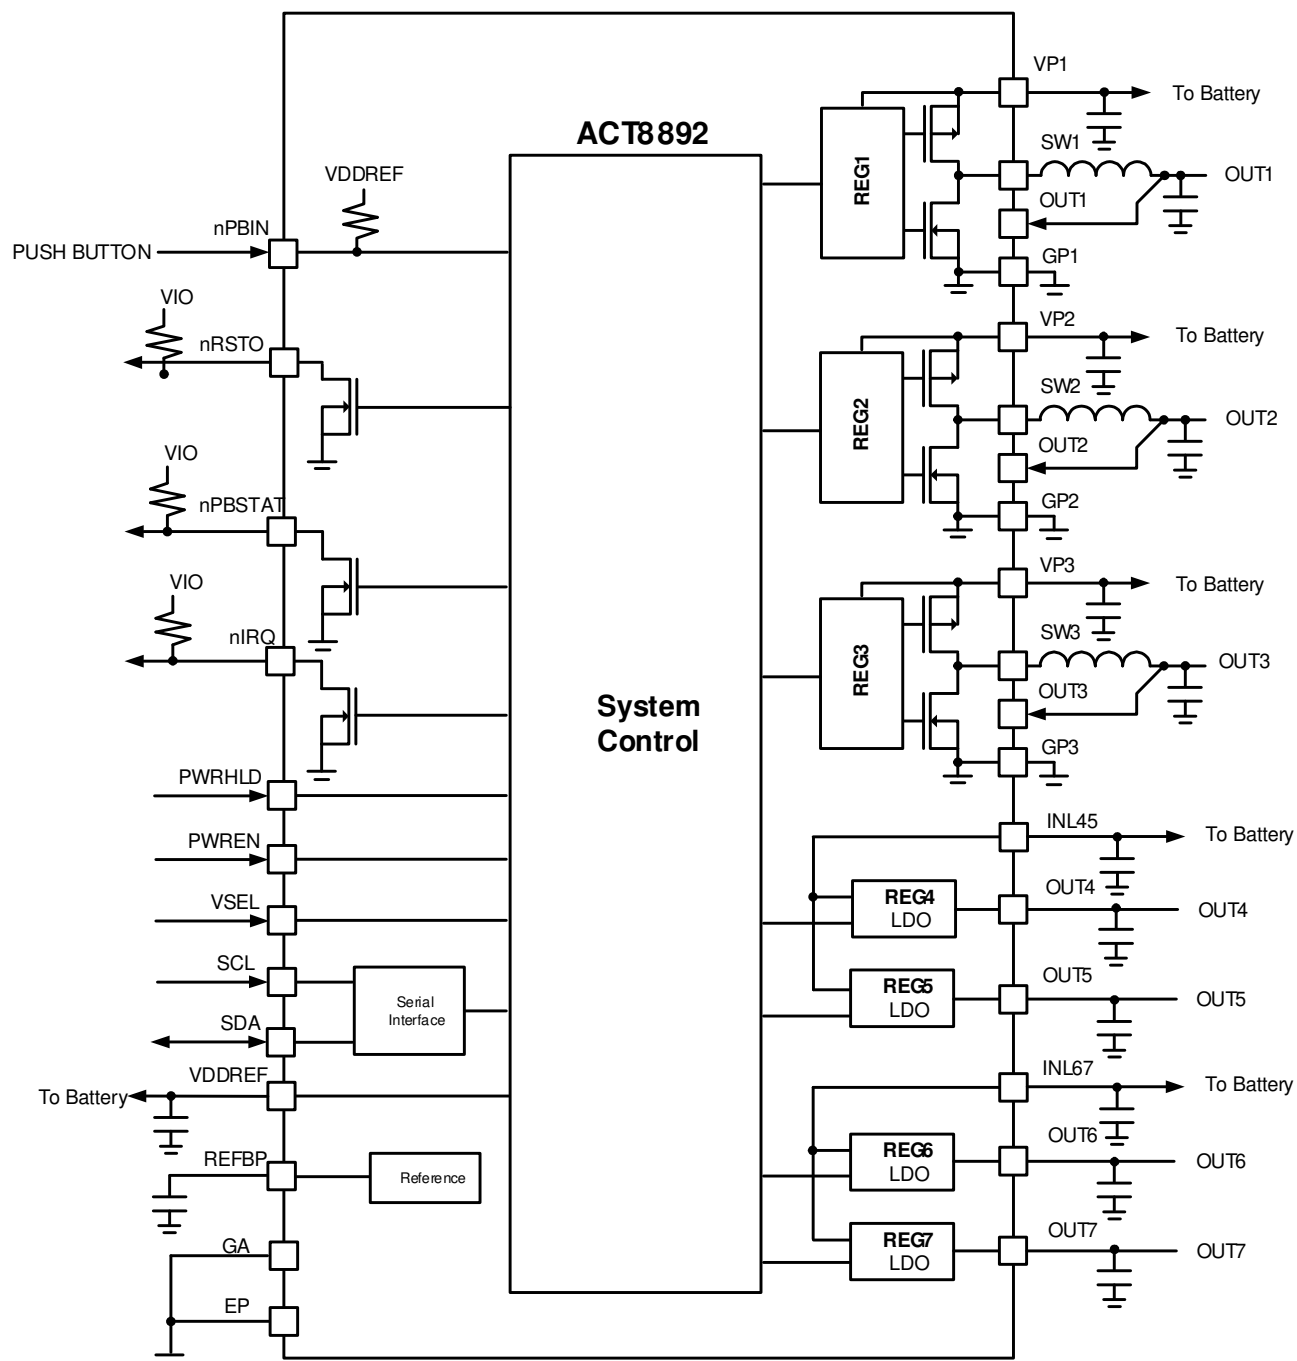 ACT8892
System
Control
VDDREF
nPBIN
PUSH BUTTON
VIO
nRSTO
VIO
nPBSTAT
VIO
nIRQ
PWRHLD
PWREN
VSEL
SCL
Serial
Interface
SDA
VDDREF
To Battery
REFBP
Reference
GA
EP
VP1
To Battery
REG1
SW1
OUT1
OUT1
GP1
VP2
To Battery
REG2
SW2
OUT2
OUT2
GP2
VP3
To Battery
REG3
SW3
OUT3
OUT3
GP3
INL45
To Battery
REG4
LDO
OUT4
OUT4
REG5
LDO
OUT5
OUT5
INL67
To Battery
REG6
LDO
OUT6
OUT6
REG7
LDO
OUT7
OUT7